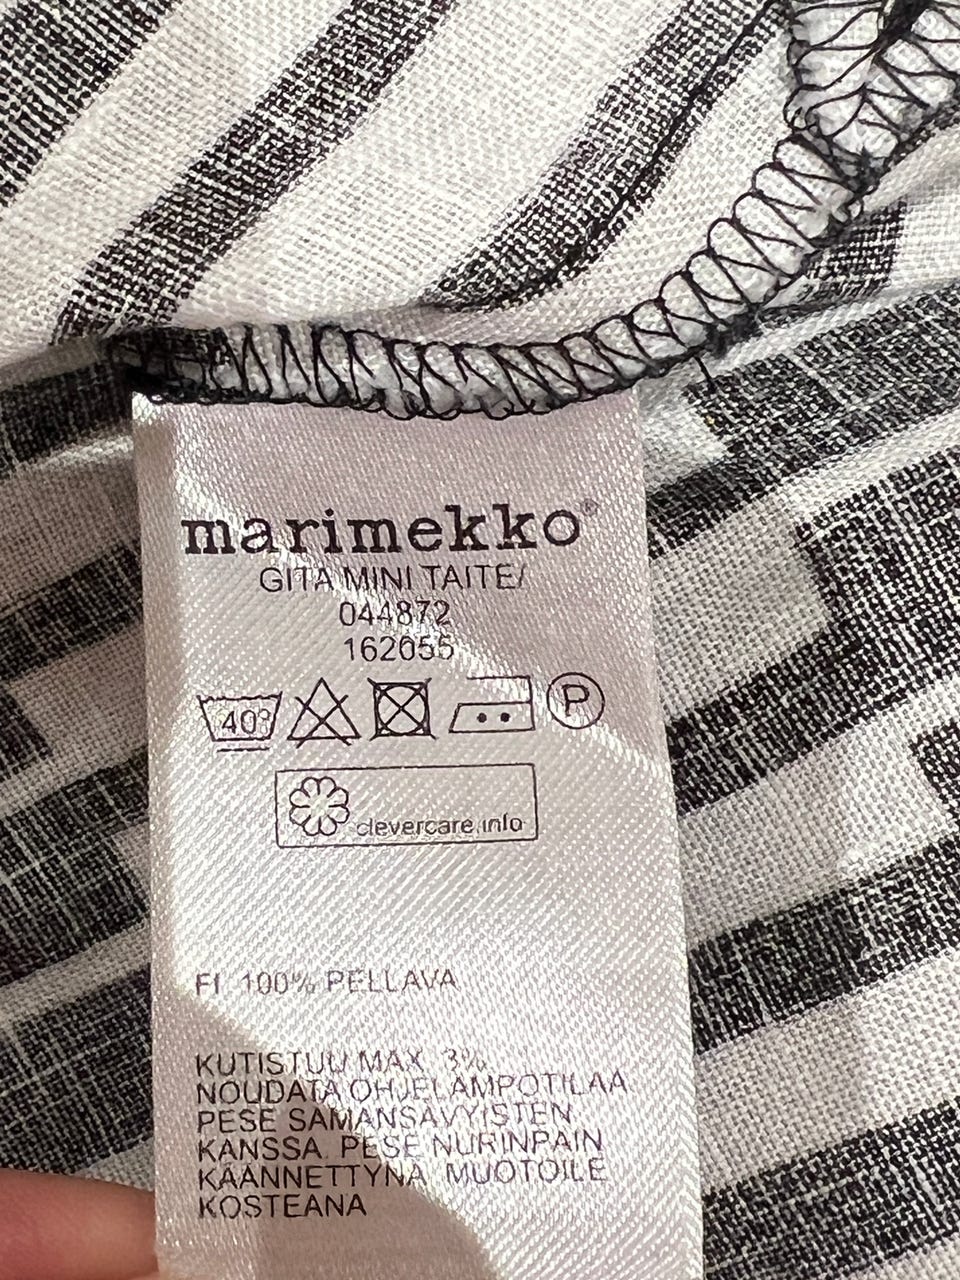 marimekko®
GITA MINI TAITE/
044872
162055
40°
P
clevercare.info
FI 100% PELLAVA
KUTISTUU MAX 3%
NOUDATA OHJELÄMPÖTILAA
PESE SAMANSÄVYISTEN
KANSSA. PESE NURINPÄIN
KÄÄNNETTYNÄ MUOTOILE
KOSTEANA